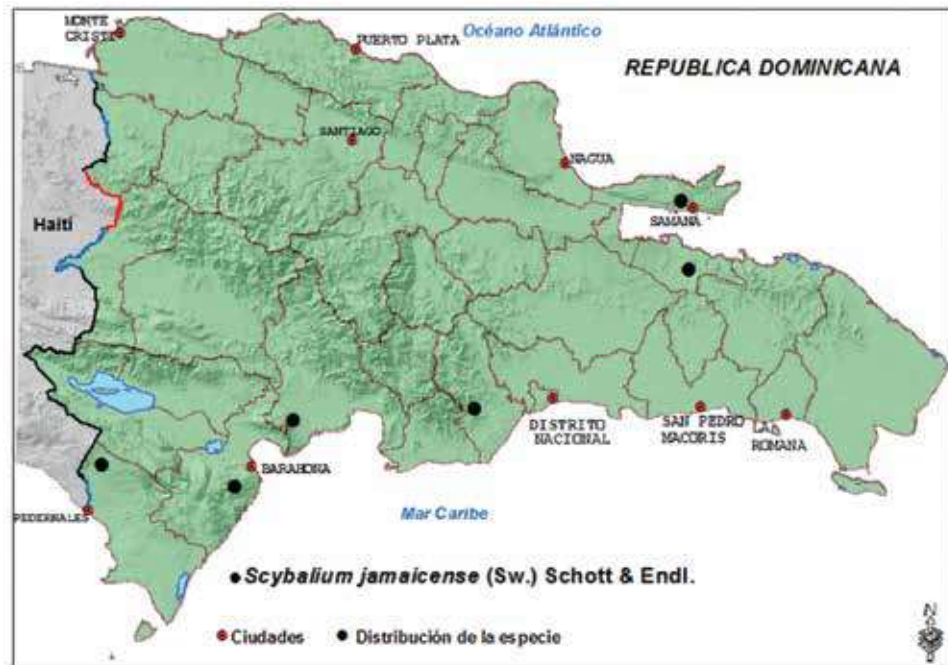 MONTE
CRISTI
PUERTO PLATA
Océano Atlántico
REPUBLICA DOMINICANA
SANTIAGO
NAGUA
SAMANA
Haití
DISTRITO
NACIONAL
SAN PEDRO
MACORIS
LA
ROMANA
BARAHONA
PEDERNALES
Mar Caribe
Scybalium jamaicense (Sw.) Schott & Endl.
Ciudades
Distribución de la especie
N